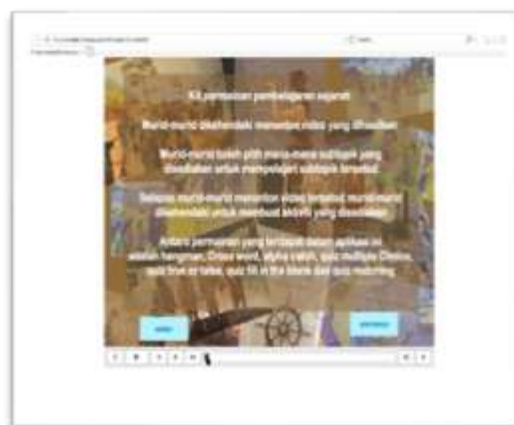 Kit permainan pembelajaran sejarah
Murid-murid dikehendaki menonton video yang dihasilkan
Murid-murid boleh pilih mana-mana subtopik yang
disediakan untuk mempelajari subtopik tersebut
Selepas murid-murid menonton video tersebut, murid-murid
dikehendaki untuk membuat aktiviti yang disediakan
Antara permainan yang terdapat dalam aplikasi ini
adalah hangman, Cross word, alpha catch, quiz multiple Choice,
quiz true or false, quiz fill in the blank dan quiz matching